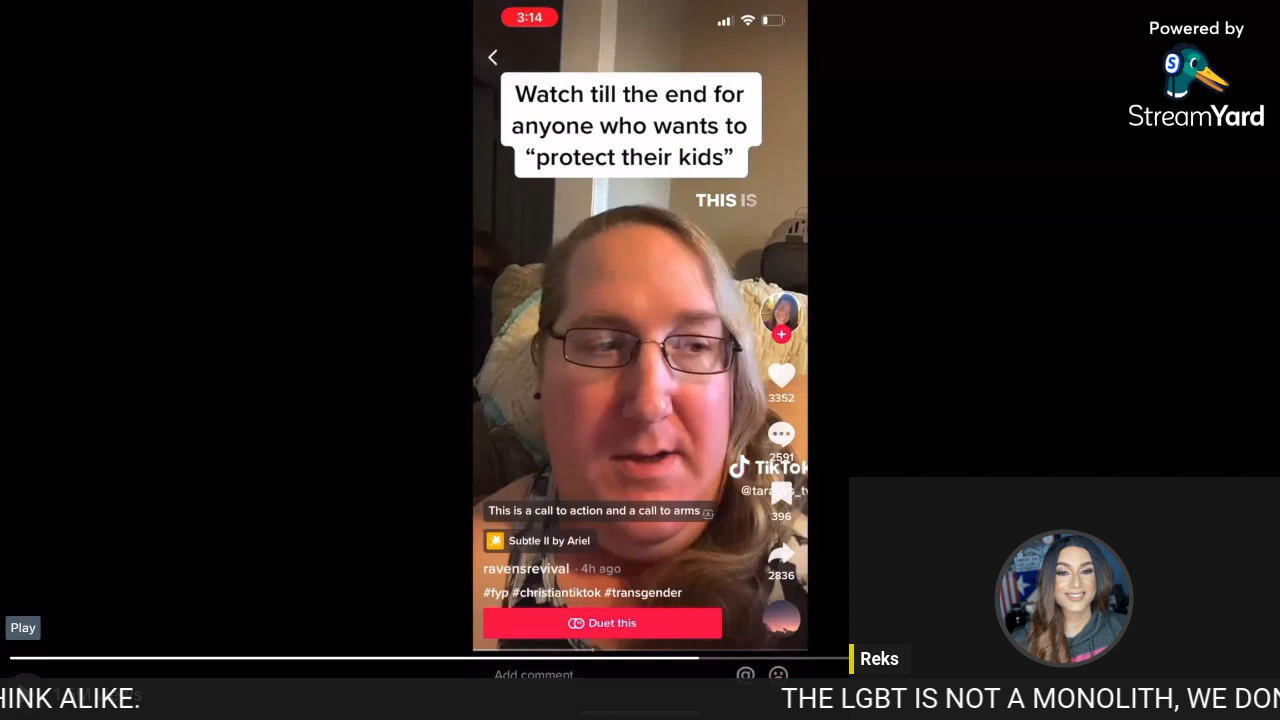 3:14
Powered by
S
StreamYard
Watch till the end for
anyone who wants to
“protect their kids”
THIS IS
+
3352
2591
TikTok
396
2836
This is a call to action and a call to arms
Subtle II by Ariel
ravensrevival · 4h ago
#fyp #christiantiktok #transgender
Duet this
Play
Reks
Add comment...
@
HINK ALIKE.
THE LGBT IS NOT A MONOLITH, WE DON